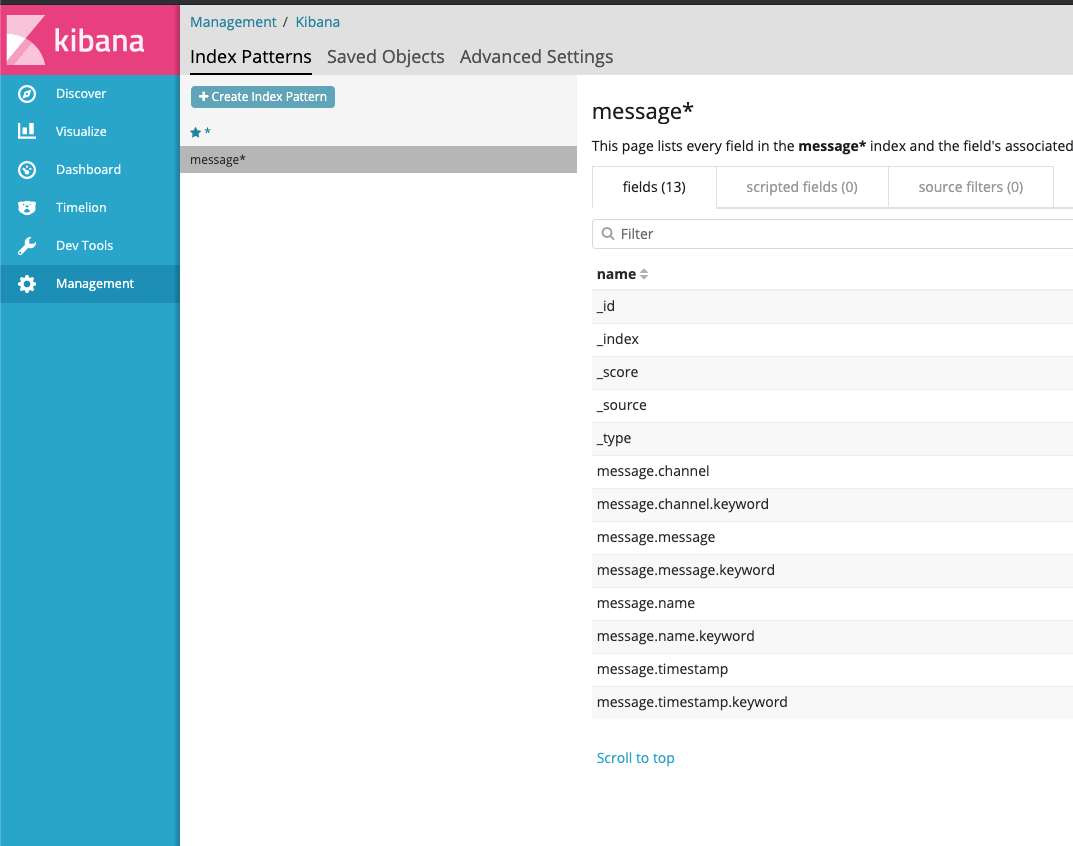 kibana
Discover
Visualize
Dashboard
Timelion
Dev Tools
Management
Management / Kibana
Index Patterns Saved Objects Advanced Settings
+ Create Index Pattern
★ *
message*
message*
This page lists every field in the message* index and the field's associated
fields (13) scripted fields (0) source filters (0)
Filter
name
_id
_index
_score
_source
_type
message.channel
message.channel.keyword
message.message
message.message.keyword
message.name
message.name.keyword
message.timestamp
message.timestamp.keyword
Scroll to top